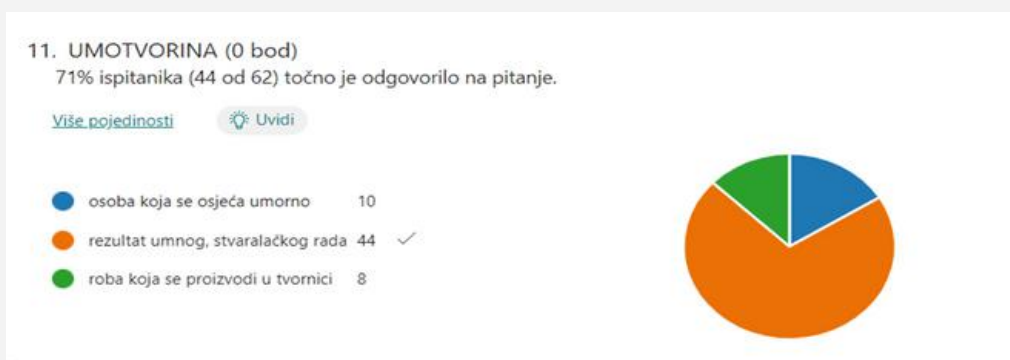 11. UMOTVORINA (0 bod)
71% ispitanika (44 od 62) točno je odgovorilo na pitanje.
Više pojedinosti Uvidi
osoba koja se osjeća umorno 10
rezultat umnog, stvaralačkog rada 44
roba koja se proizvodi u tvornici 8